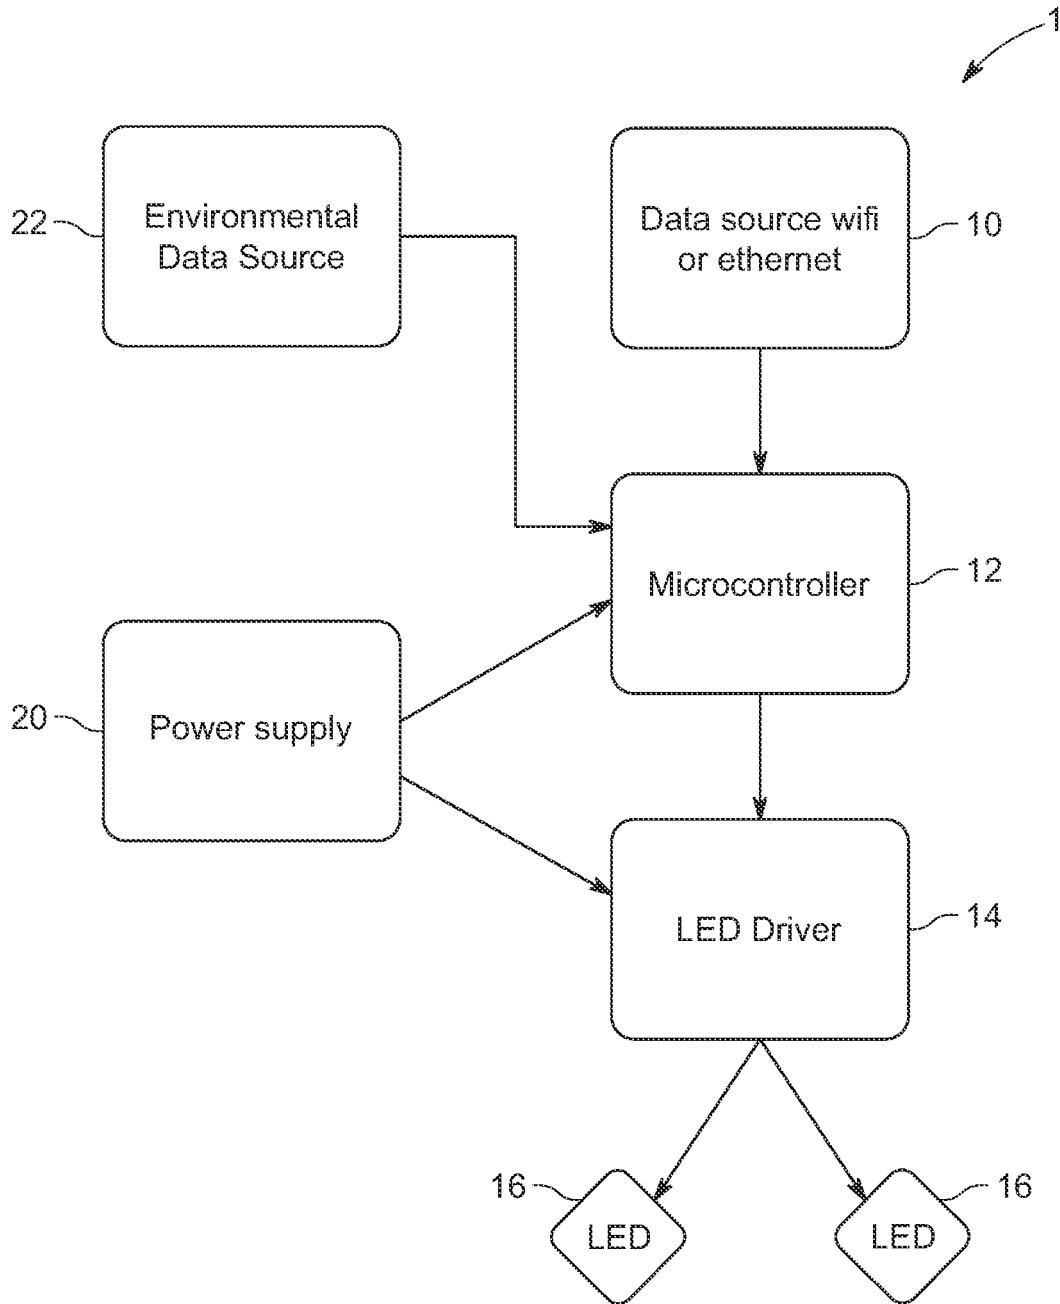 1
22
Environmental
Data Source
Data source wifi
or ethernet
10
Microcontroller
12
20
Power supply
LED Driver
14
16
LED
16
LED